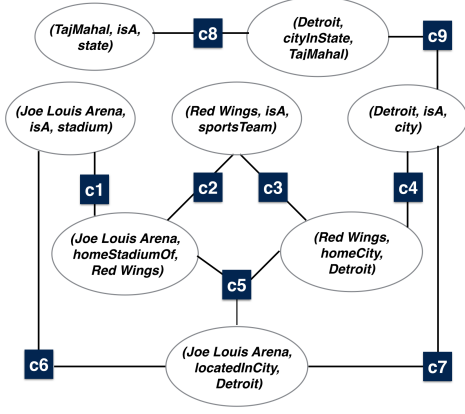 (TajMahal, isA,
state)
c8
(Detroit,
cityInState,
TajMahal)
c9
(Joe Louis Arena,
isA, stadium)
(Red Wings, isA,
sportsTeam)
(Detroit, isA,
city)
c1
c2
c3
c4
(Joe Louis Arena,
homeStadiumOf,
Red Wings)
(Red Wings,
homeCity,
Detroit)
c5
c6
(Joe Louis Arena,
locatedInCity,
Detroit)
c7